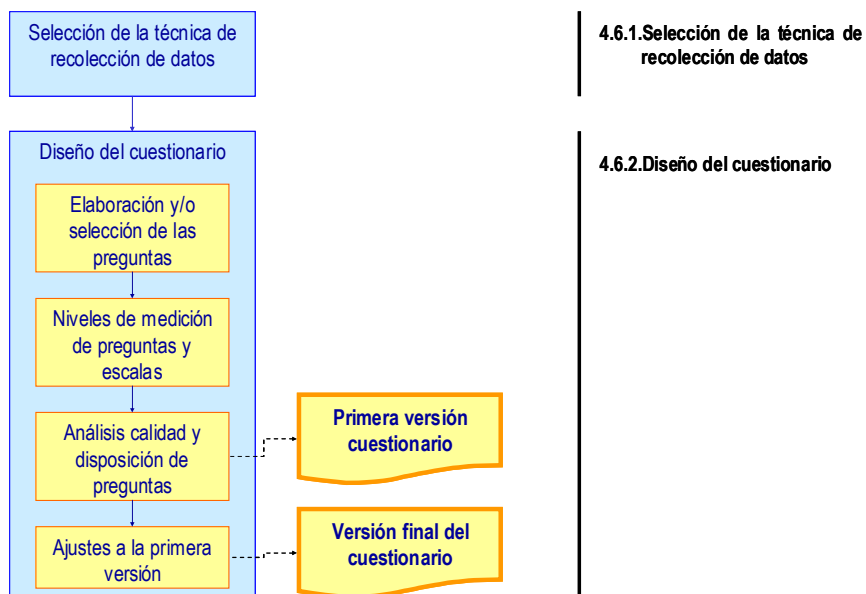 Selección de la técnica de
recolección de datos
4.6.1.Selección de la técnica de
recolección de datos
Diseño del cuestionario
4.6.2.Diseño del cuestionario
Elaboración y/o
selección de las
preguntas
Niveles de medición
de preguntas y
escalas
Análisis calidad y
disposición de
preguntas
Primera versión
cuestionario
Ajustes a la primera
versión
Versión final del
cuestionario